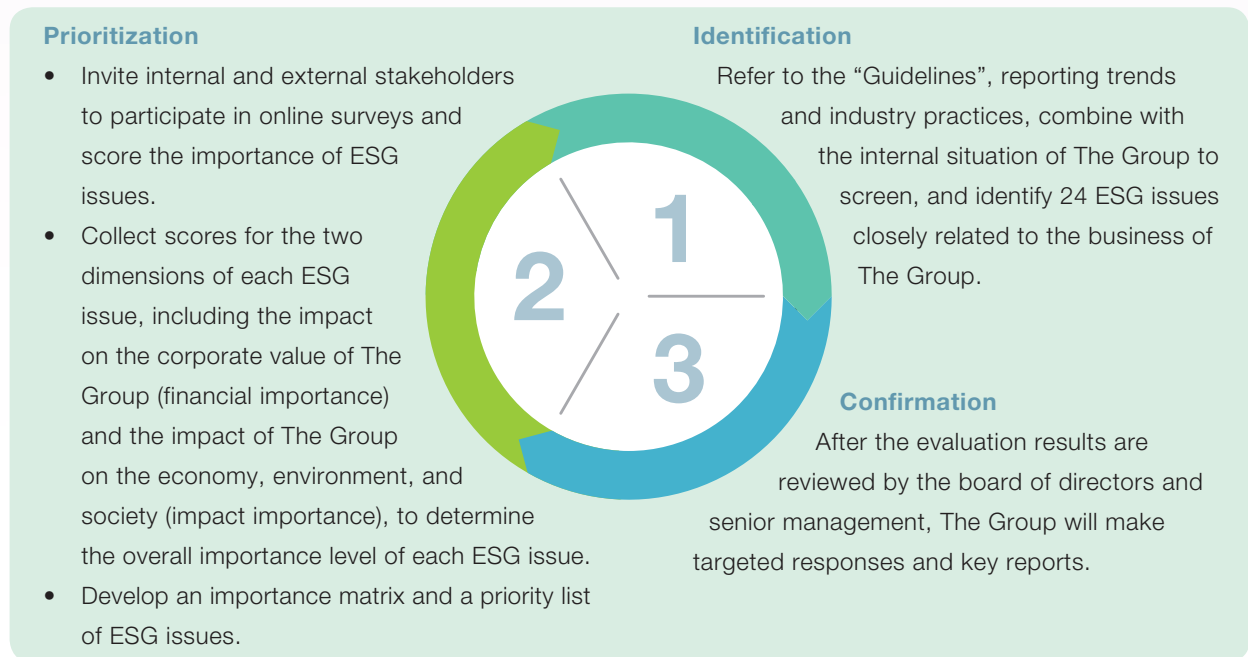 Prioritization
• Invite internal and external stakeholders
to participate in online surveys and
score the importance of ESG
issues.
• Collect scores for the two
dimensions of each ESG
issue, including the impact
on the corporate value of The
Group (financial importance)
and the impact of The Group
on the economy, environment, and
society (impact importance), to determine
the overall importance level of each ESG issue.
• Develop an importance matrix and a priority list
of ESG issues.
Identification
Refer to the “Guidelines”, reporting trends
and industry practices, combine with
the internal situation of The Group to
screen, and identify 24 ESG issues
closely related to the business of
The Group.
1
2
3
Confirmation
After the evaluation results are
reviewed by the board of directors and
senior management, The Group will make
targeted responses and key reports.